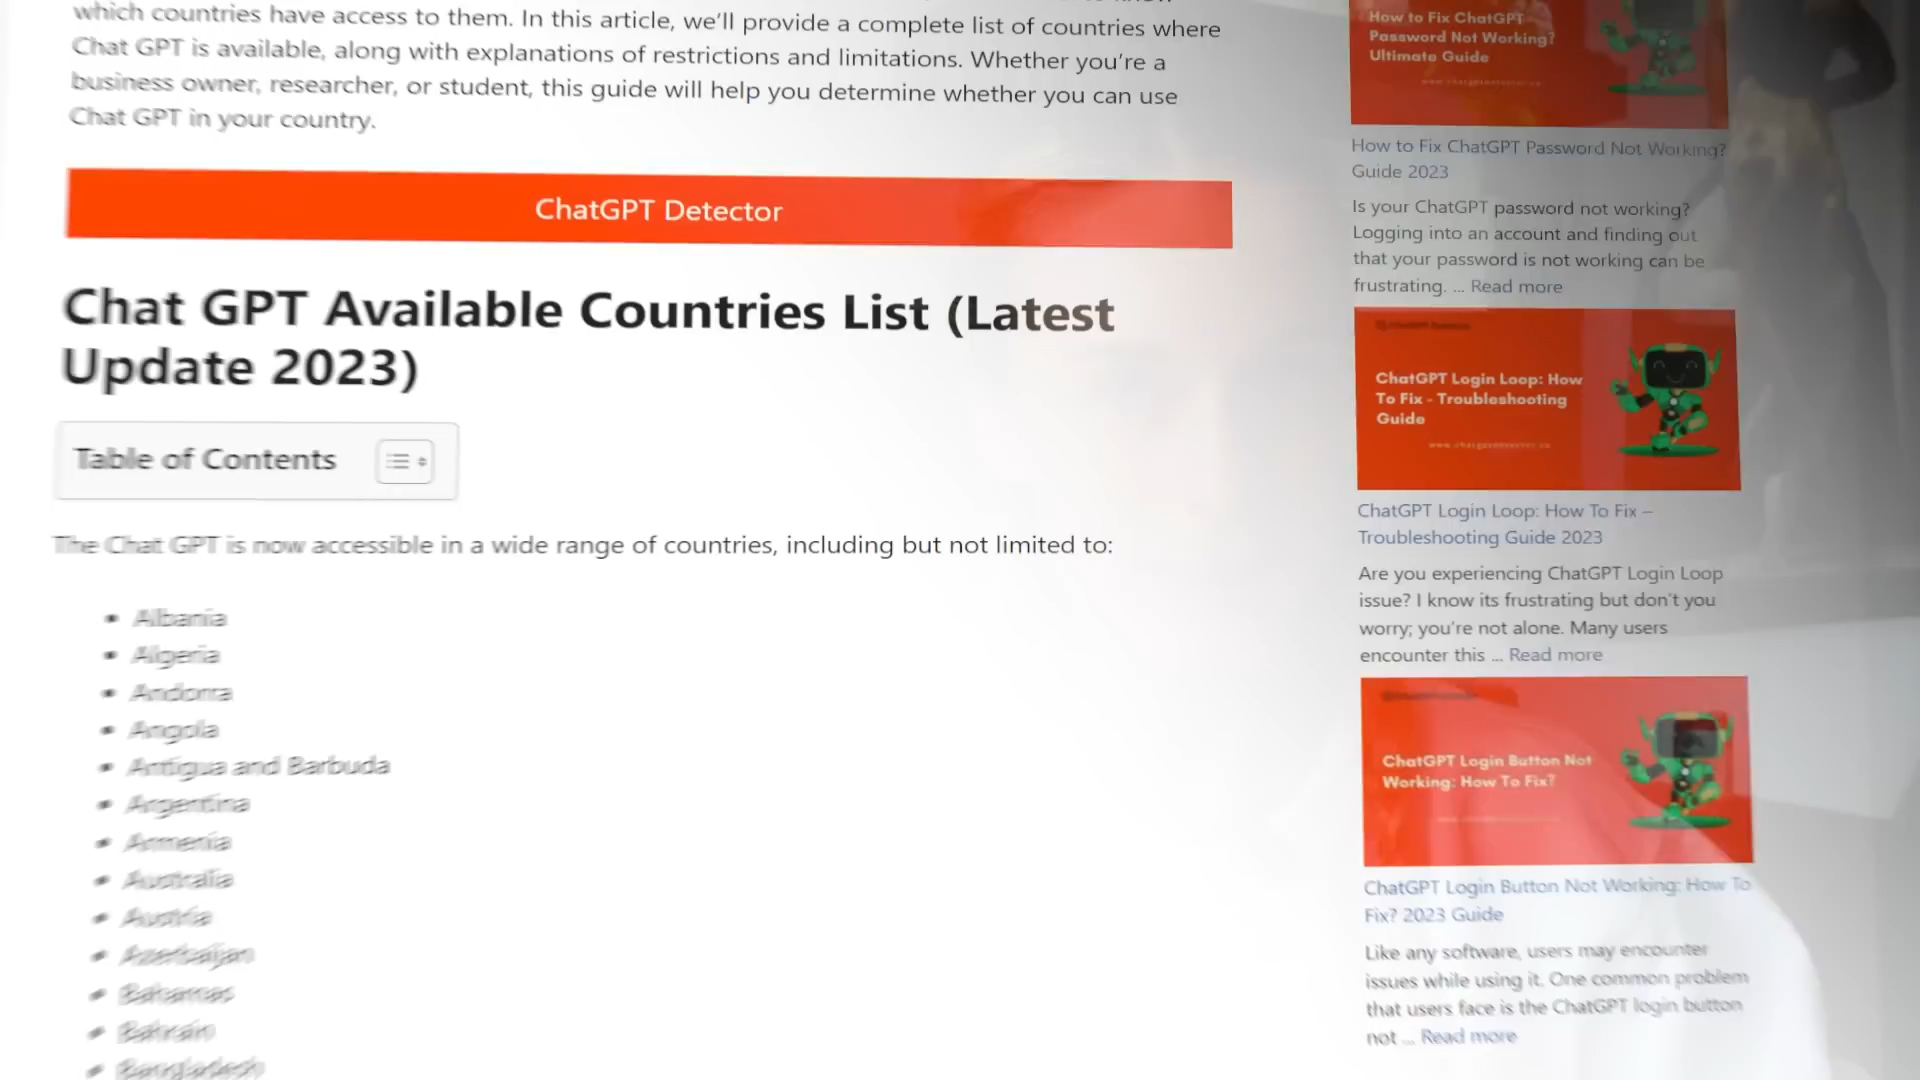 which countries have access to them. In this article, we'll provide a complete list of countries where
Chat GPT is available, along with explanations of restrictions and limitations. Whether you're a
business owner, researcher, or student, this guide will help you determine whether you can use
Chat GPT in your country.
ChatGPT Detector
Chat GPT Available Countries List (Latest
Update 2023)
Table of Contents
The Chat GPT is now accessible in a wide range of countries, including but not limited to:
• Albania
• Algeria
• Andorra
• Angola
• Antigua and Barbuda
• Argentina
• Armenia
• Australia
• Austria
• Azerbaijan
• Bahamas
• Bahrain
• Bangladesh
How to Fix ChatGPT
Password Not Working?
Ultimate Guide
How to Fix ChatGPT Password Not Working?
Guide 2023
Is your ChatGPT password not working?
Logging into an account and finding out
that your password is not working can be
frustrating. ... Read more
ChatGPT Login Loop: How
To Fix - Troubleshooting
Guide
ChatGPT Login Loop: How To Fix –
Troubleshooting Guide 2023
Are you experiencing ChatGPT Login Loop
issue? I know its frustrating but don't you
worry; you're not alone. Many users
encounter this ... Read more
ChatGPT Login Button Not
Working: How To Fix?
ChatGPT Login Button Not Working: How To
Fix? 2023 Guide
Like any software, users may encounter
issues while using it. One common problem
that users face is the ChatGPT login button
not ... Read more